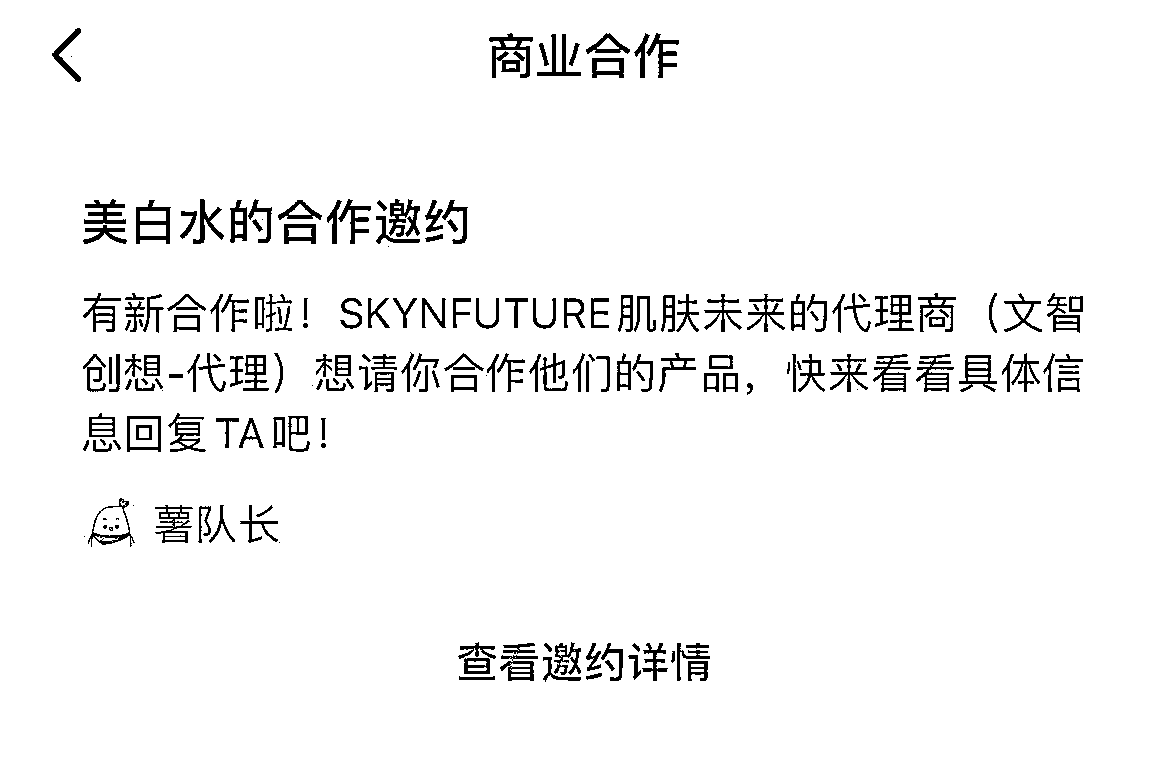 商业合作
美白水的合作邀约
有新合作啦！SKYNFUTURE肌肤未来的代理商（文智
创想-代理）想请你合作他们的产品，快来看看具体信
息回复TA吧！
薯队长
查看邀约详情